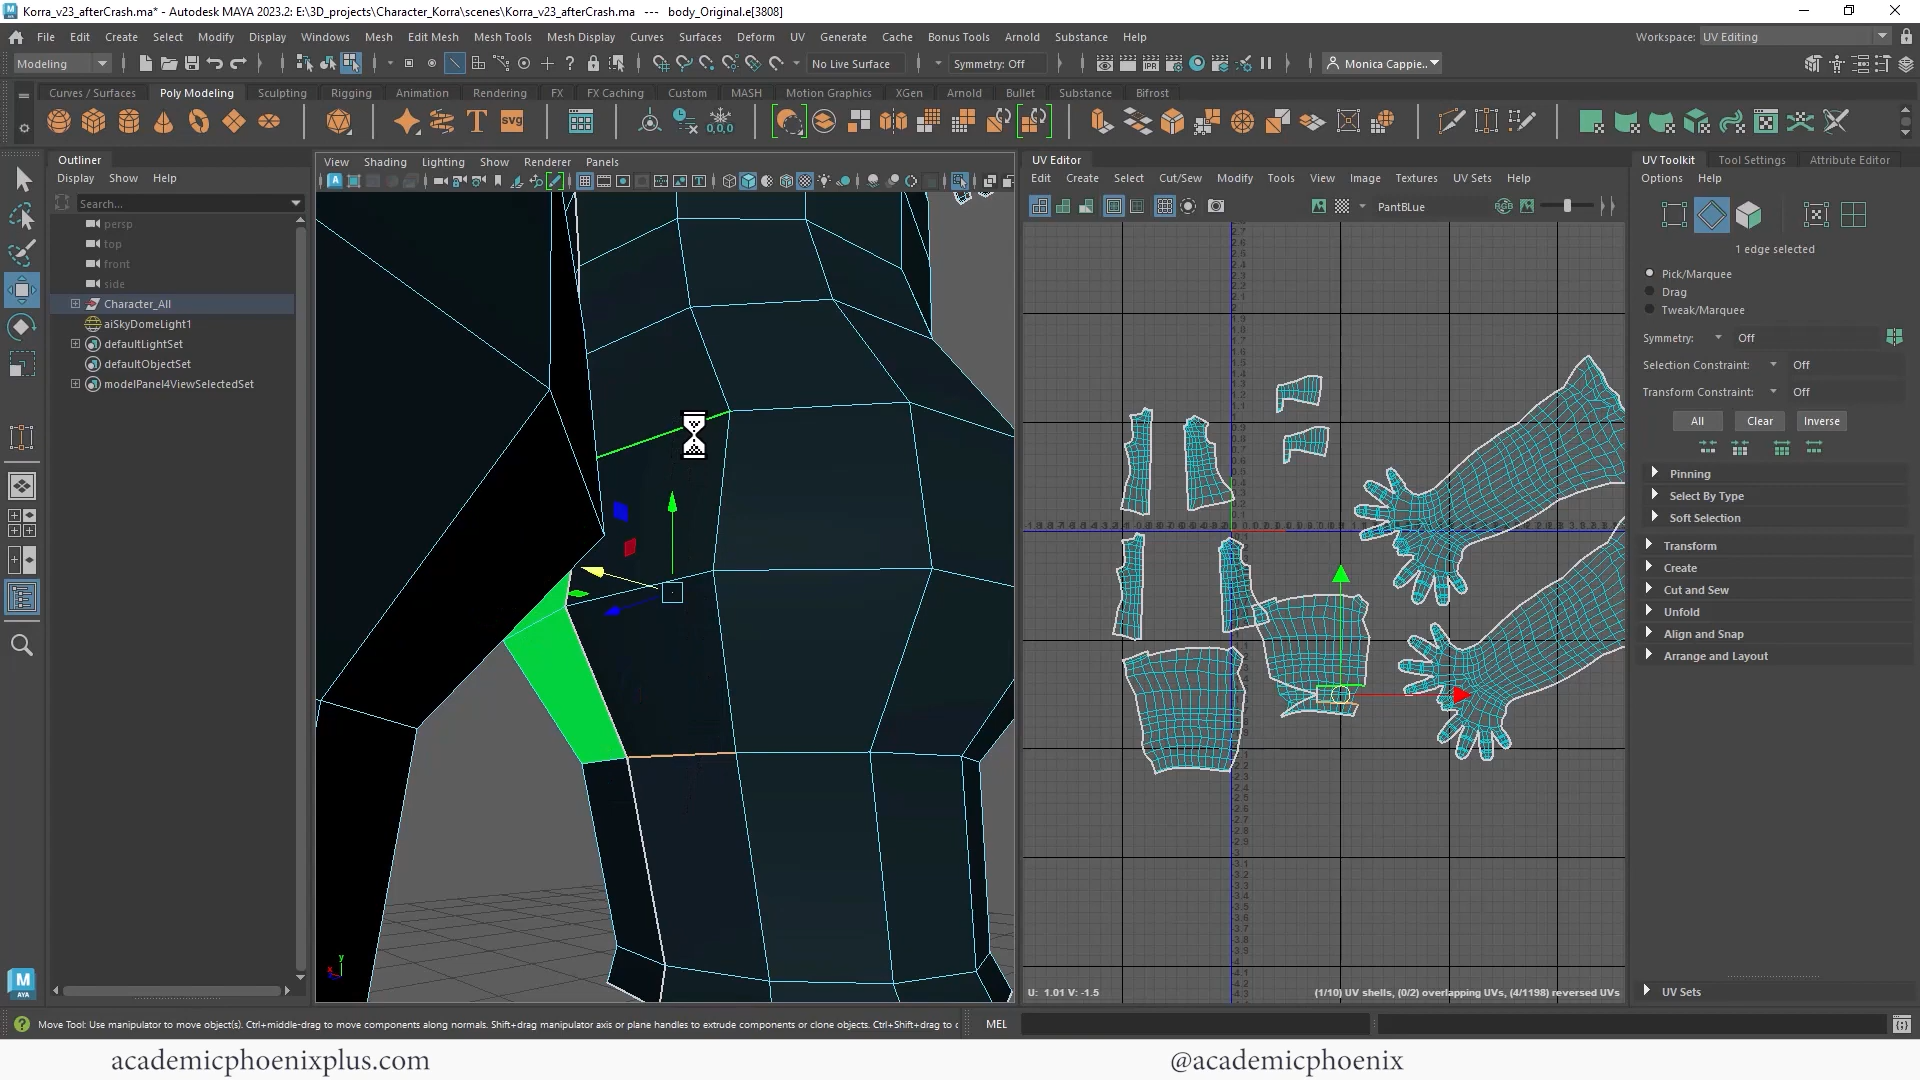 Korra_v23_afterCrash.ma* - Autodesk MAYA 2023.2: E:\3D_projects\Character_Korra\scenes\Korra_v23_afterCrash.ma --- body_Original.e[3808]
File Edit Create Select Modify Display Windows Mesh Edit Mesh Mesh Tools Mesh Display Curves Surfaces Deform UV Generate Cache Bonus Tools Arnold Substance Help Workspace: UV Editing
Modeling No Live Surface Symmetry: Off Monica Cappie...
Curves / Surfaces Poly Modeling Sculpting Rigging Animation Rendering FX FX Caching Custom MASH Motion Graphics XGen Arnold Bullet Substance Bifrost
T SVG 0,0,0
Outliner
Display Show Help
Search...
persp
top
front
side
Character_All
aiSkyDomeLight1
defaultLightSet
defaultObjectSet
modelPanel4ViewSelectedSet
View Shading Lighting Show Renderer Panels
UV Editor
Edit Create Select Cut/Sew Modify Tools View Image Textures UV Sets Help
PantBLue
U: 1.01 V: -1.5 (1/10) UV shells, (0/2) overlapping UVs, (4/1198) reversed UVs
UV Toolkit Tool Settings Attribute Editor
Options Help
1 edge selected
Pick/Marquee
Drag
Tweak/Marquee
Symmetry: Off
Selection Constraint: Off
Transform Constraint: Off
All Clear Inverse
Pinning
Select By Type
Soft Selection
Transform
Create
Cut and Sew
Unfold
Align and Snap
Arrange and Layout
UV Sets
M
AYA
Move Tool: Use manipulator to move object(s). Ctrl+middle-drag to move components along normals. Shift+drag manipulator axis or plane handles to extrude components or clone objects. Ctrl+Shift+drag to c MEL
academicphoenixplus.com @academicphoenix